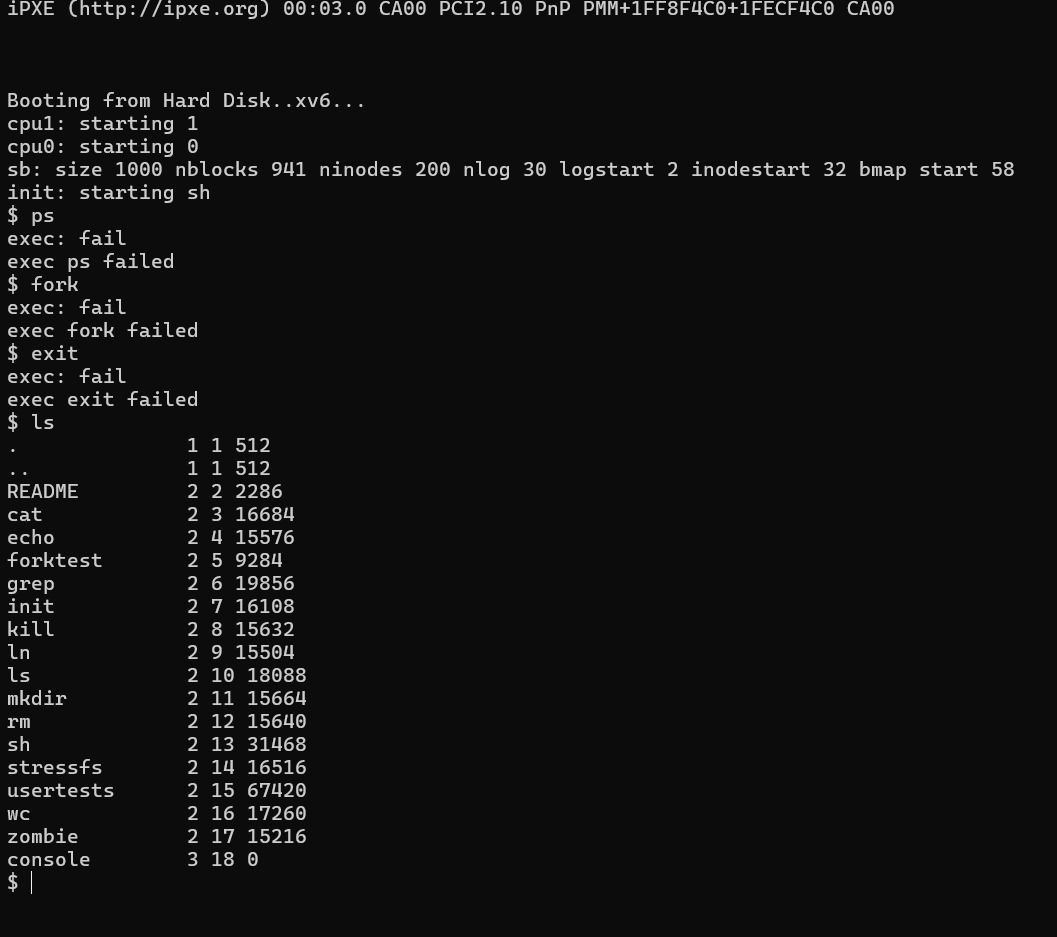 iPXE (http://ipxe.org) 00:03.0 CA00 PCI2.10 PnP PMM+1FF8F4C0+1FECF4C0 CA00
Booting from Hard Disk..xv6...
cpu1: starting 1
cpu0: starting 0
sb: size 1000 nblocks 941 ninodes 200 nlog 30 logstart 2 inodestart 32 bmap start 58
init: starting sh
$ ps
exec: fail
exec ps failed
$ fork
exec: fail
exec fork failed
$ exit
exec: fail
exec exit failed
$ ls
.              1 1 512
..             1 1 512
README         2 2 2286
cat            2 3 16684
echo           2 4 15576
forktest       2 5 9284
grep           2 6 19856
init           2 7 16108
kill           2 8 15632
ln             2 9 15504
ls             2 10 18088
mkdir          2 11 15664
rm             2 12 15640
sh             2 13 31468
stressfs       2 14 16516
usertests      2 15 67420
wc             2 16 17260
zombie         2 17 15216
console        3 18 0
$